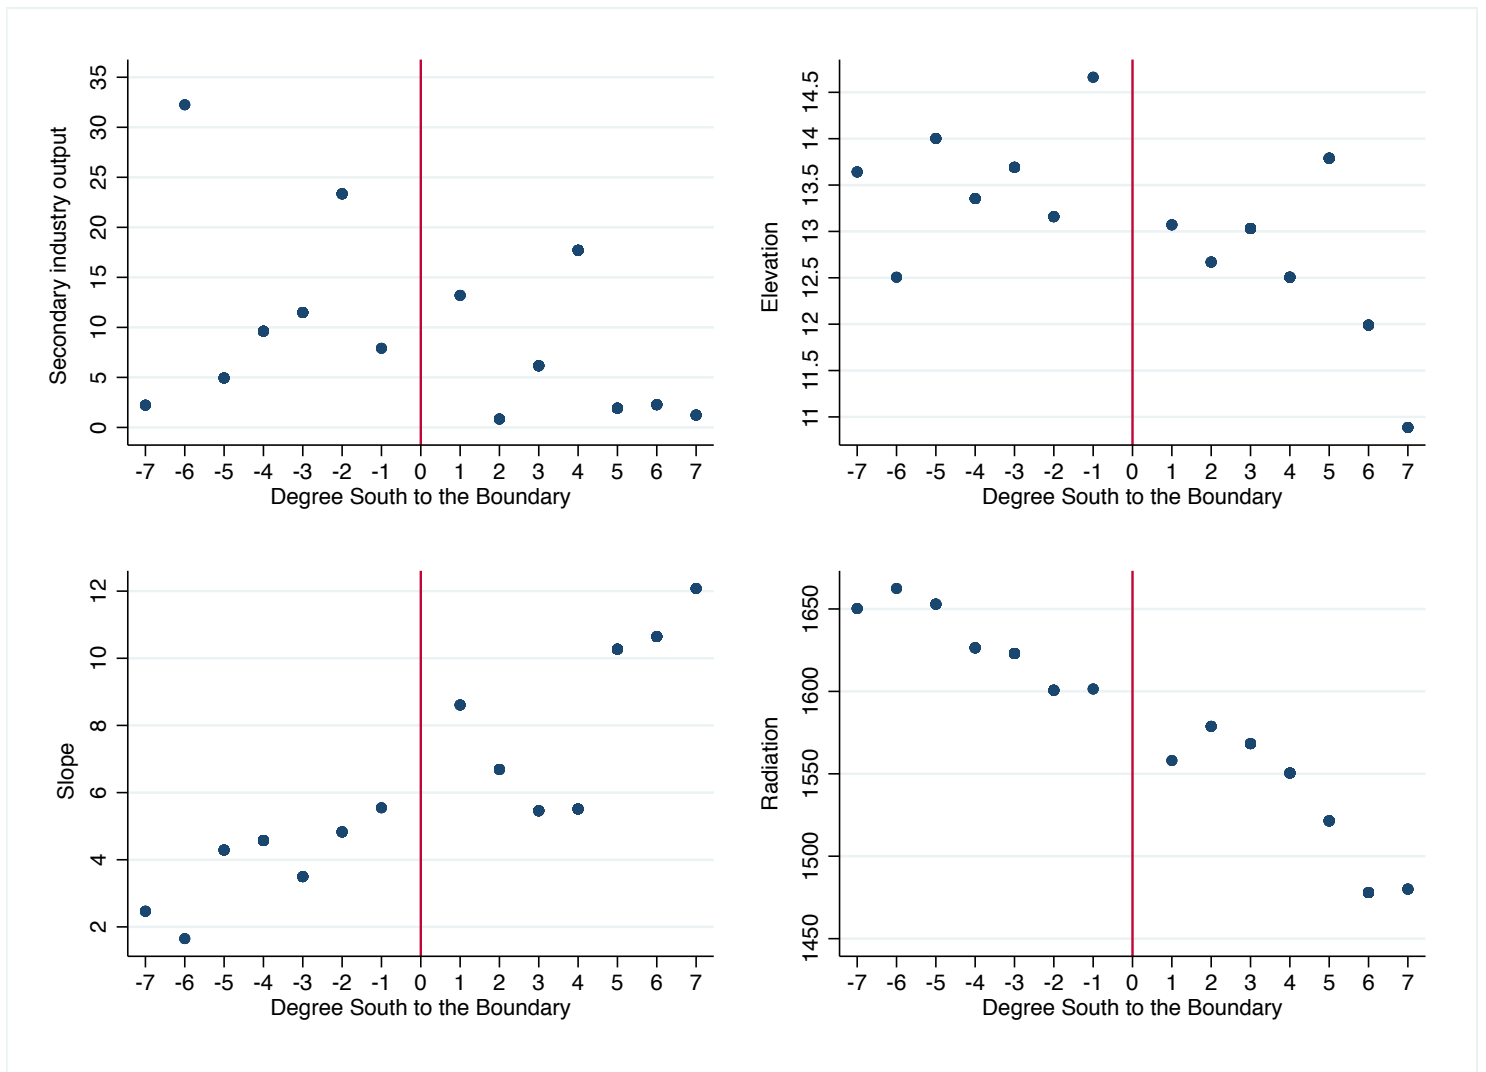 Secondary industry output
35
30
25
20
15
10
5
0
-7 -6 -5 -4 -3 -2 -1 0 1 2 3 4 5 6 7
Degree South to the Boundary
Elevation
14.5
14
13.5
13
12.5
12
11.5
11
-7 -6 -5 -4 -3 -2 -1 0 1 2 3 4 5 6 7
Degree South to the Boundary
Slope
12
10
8
6
4
2
-7 -6 -5 -4 -3 -2 -1 0 1 2 3 4 5 6 7
Degree South to the Boundary
Radiation
1650
1600
1550
1500
1450
-7 -6 -5 -4 -3 -2 -1 0 1 2 3 4 5 6 7
Degree South to the Boundary